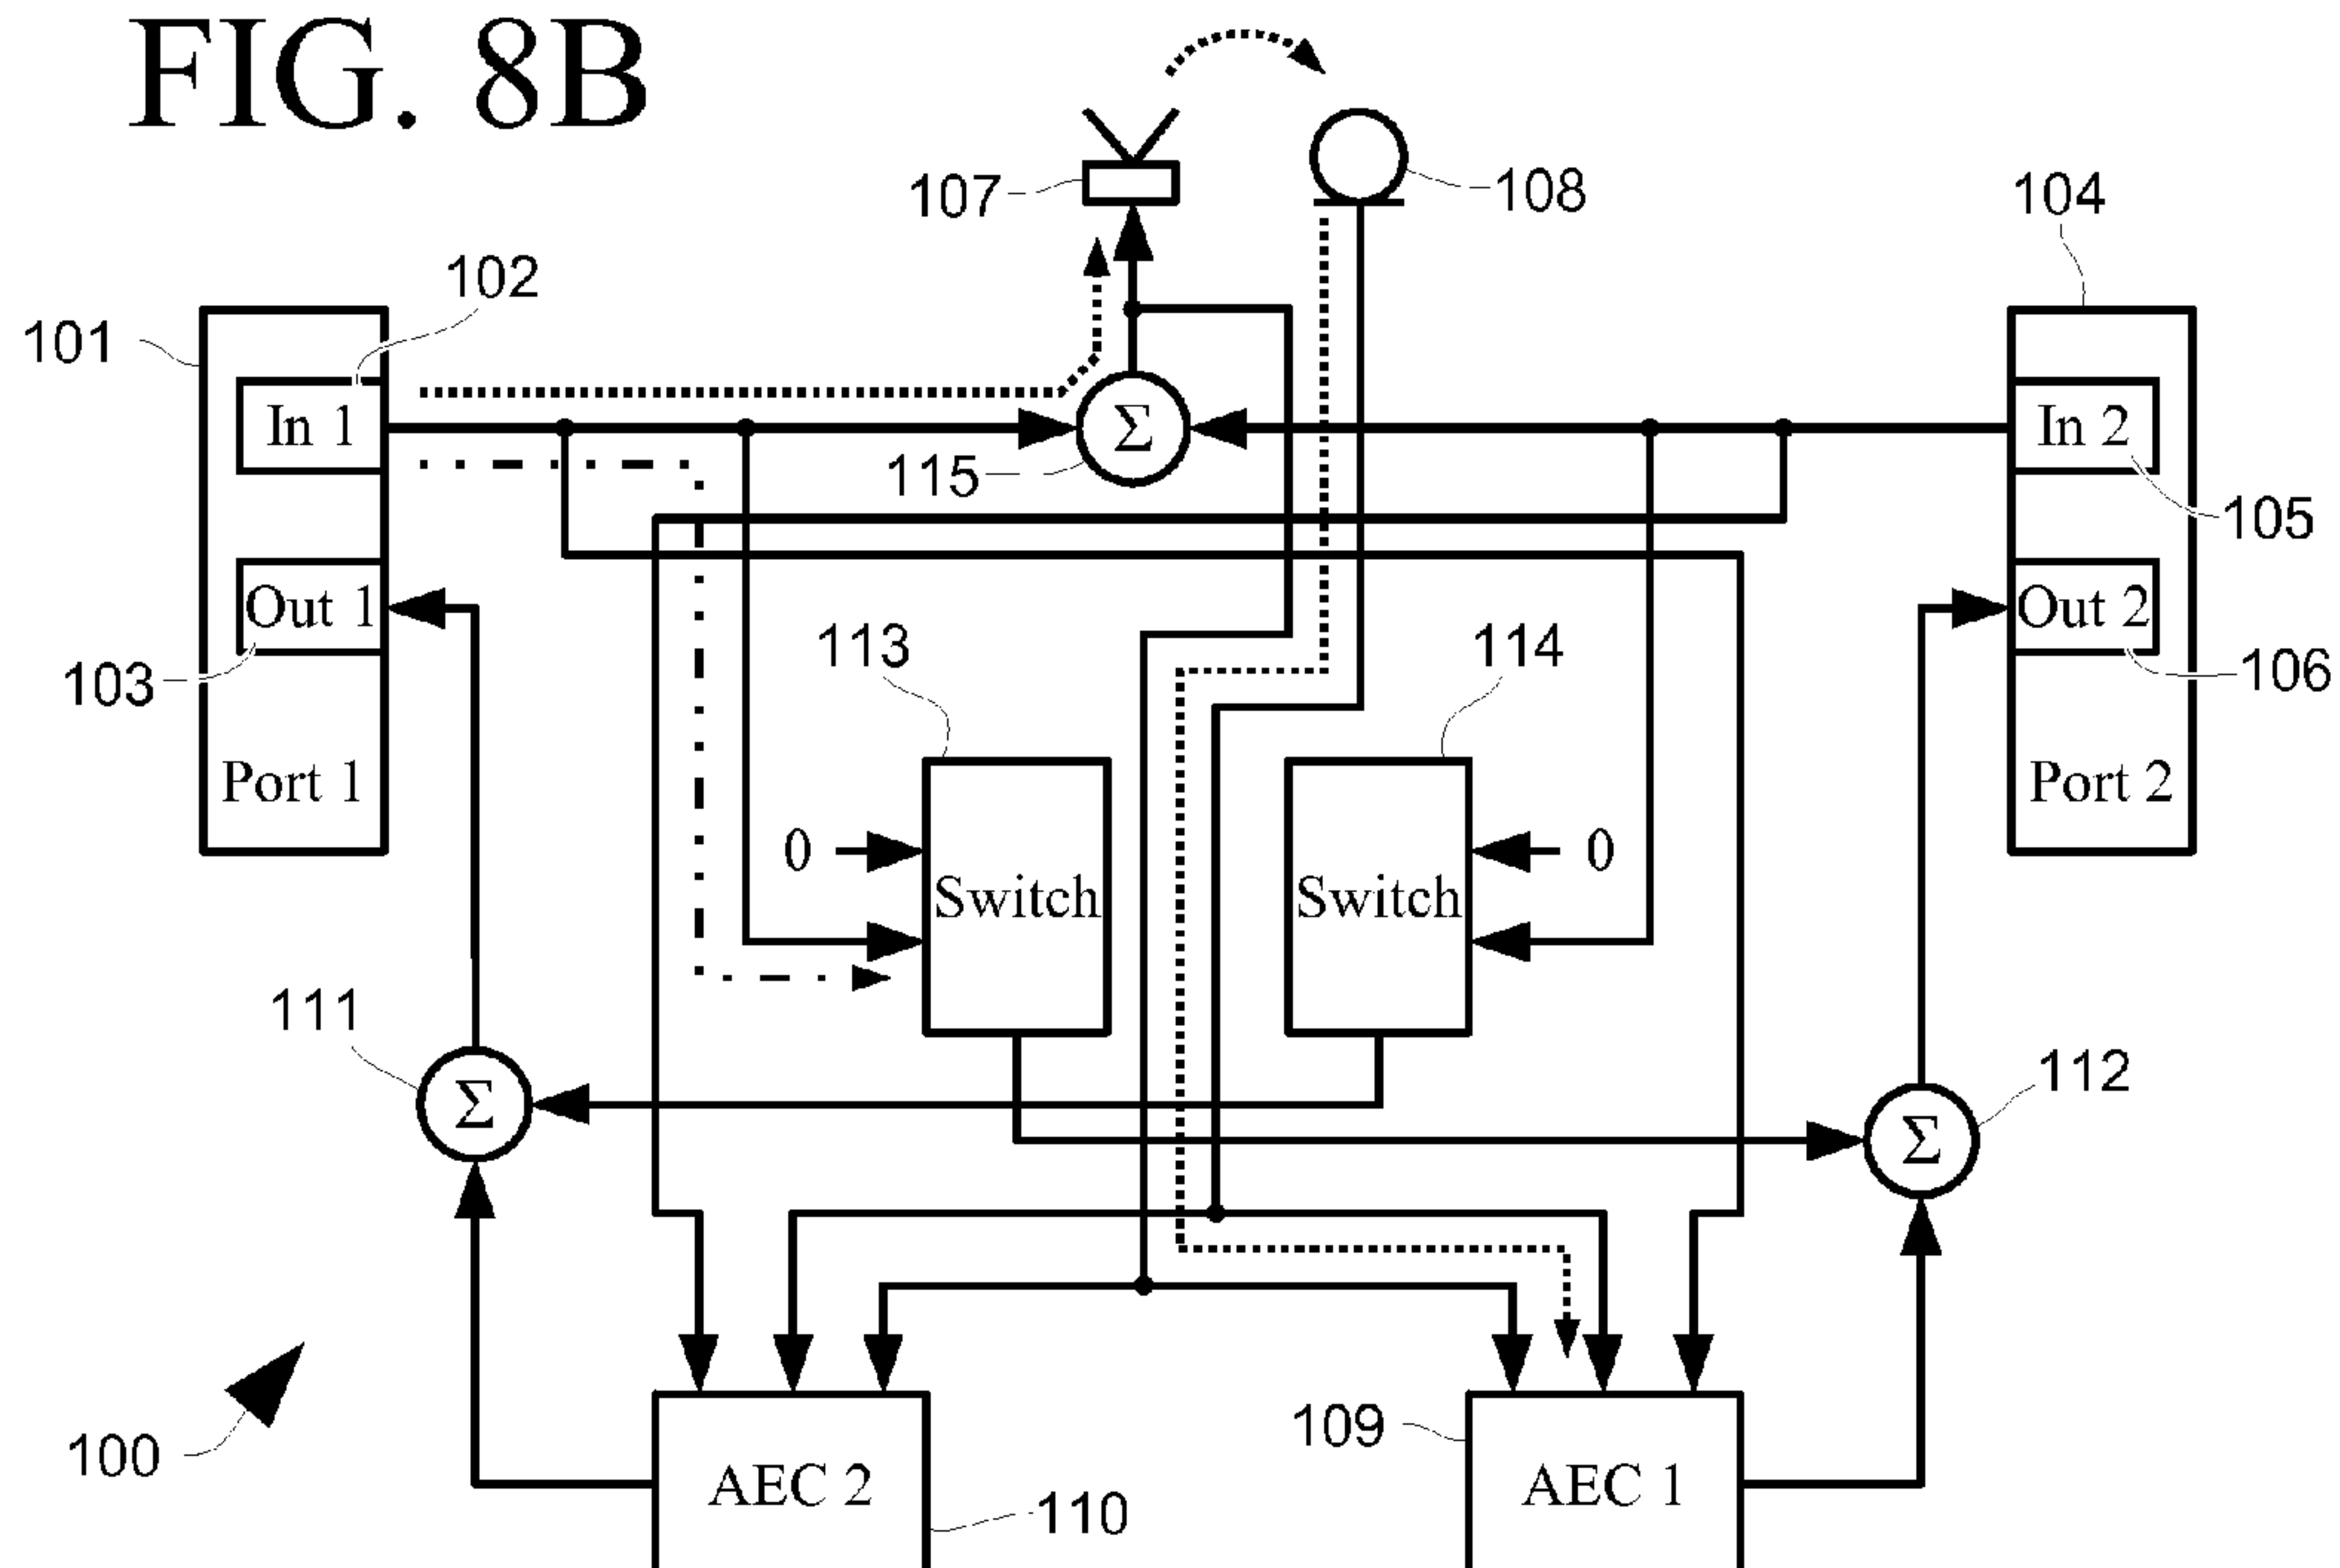 FIG. 8B
107
108
104
102
101
In 1
Σ
In 2
115
105
Out 1
Out 2
113
114
103
106
Port 1
Port 2
0
0
Switch
Switch
111
112
Σ
Σ
109
100
AEC 2
AEC 1
110